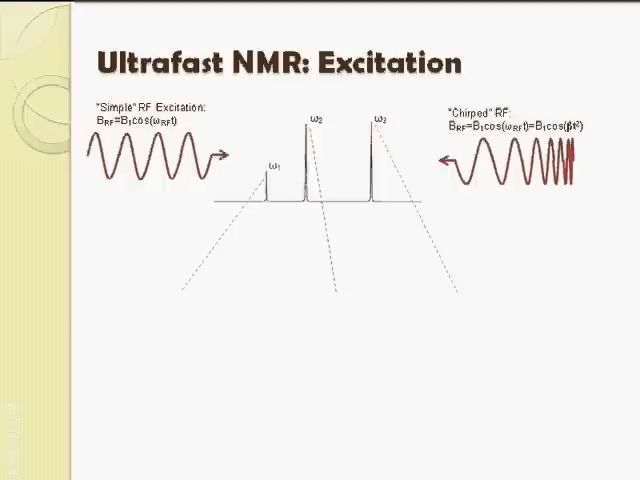 Ultrafast NMR: Excitation
"Simple" RF Excitation:
B_RF=B₁cos(ω_RFt)
"Chirped" RF:
B_RF=B₁cos(ω_RFt)=B₁cos(βt²)
ω₁
ω₂
ω₃